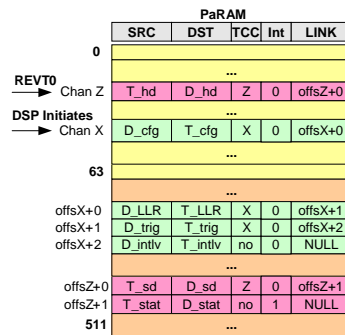 PaRAM
SRC DST TCC Int LINK
0
...
REVT0
Chan Z T_hd D_hd Z 0 offsZ+0
...
DSP Initiates
Chan X D_cfg T_cfg X 0 offsX+0
63
...
offsX+0 D_LLR T_LLR X 0 offsX+1
offsX+1 D_trig T_trig X 0 offsX+2
offsX+2 D_intlv T_intlv no 0 NULL
...
offsZ+0 T_sd D_sd Z 0 offsZ+1
offsZ+1 T_stat D_stat no 1 NULL
...
511